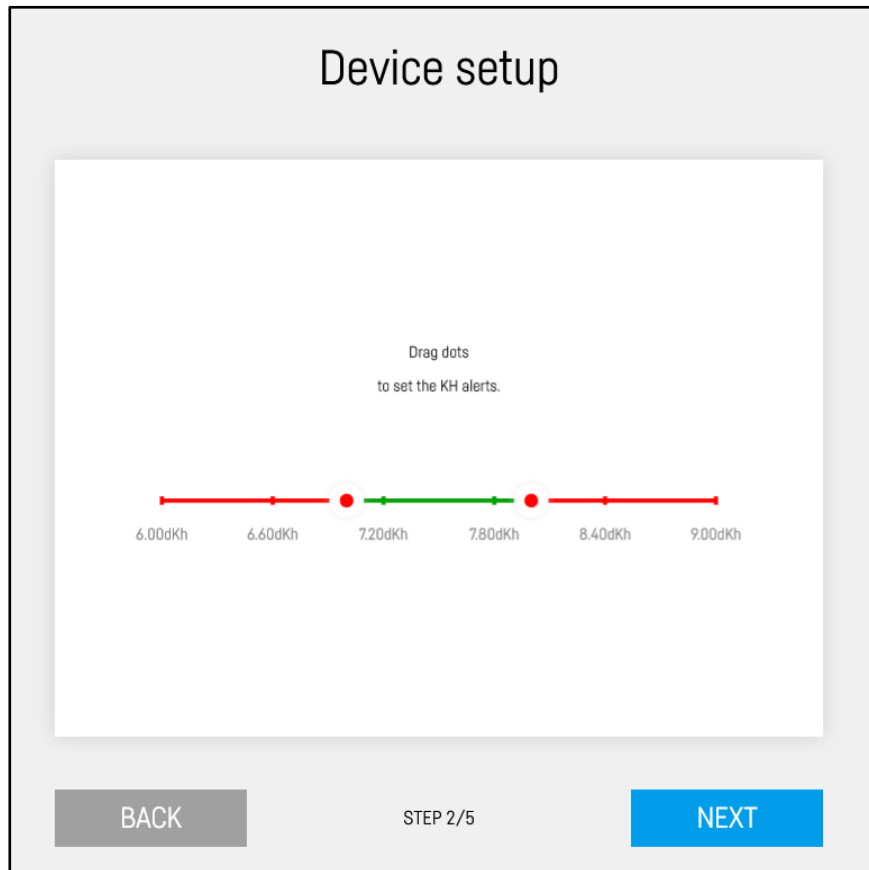 Device setup
Drag dots
to set the KH alerts.
6.00dKh 6.60dKh 7.20dKh 7.80dKh 8.40dKh 9.00dKh
BACK STEP 2/5 NEXT